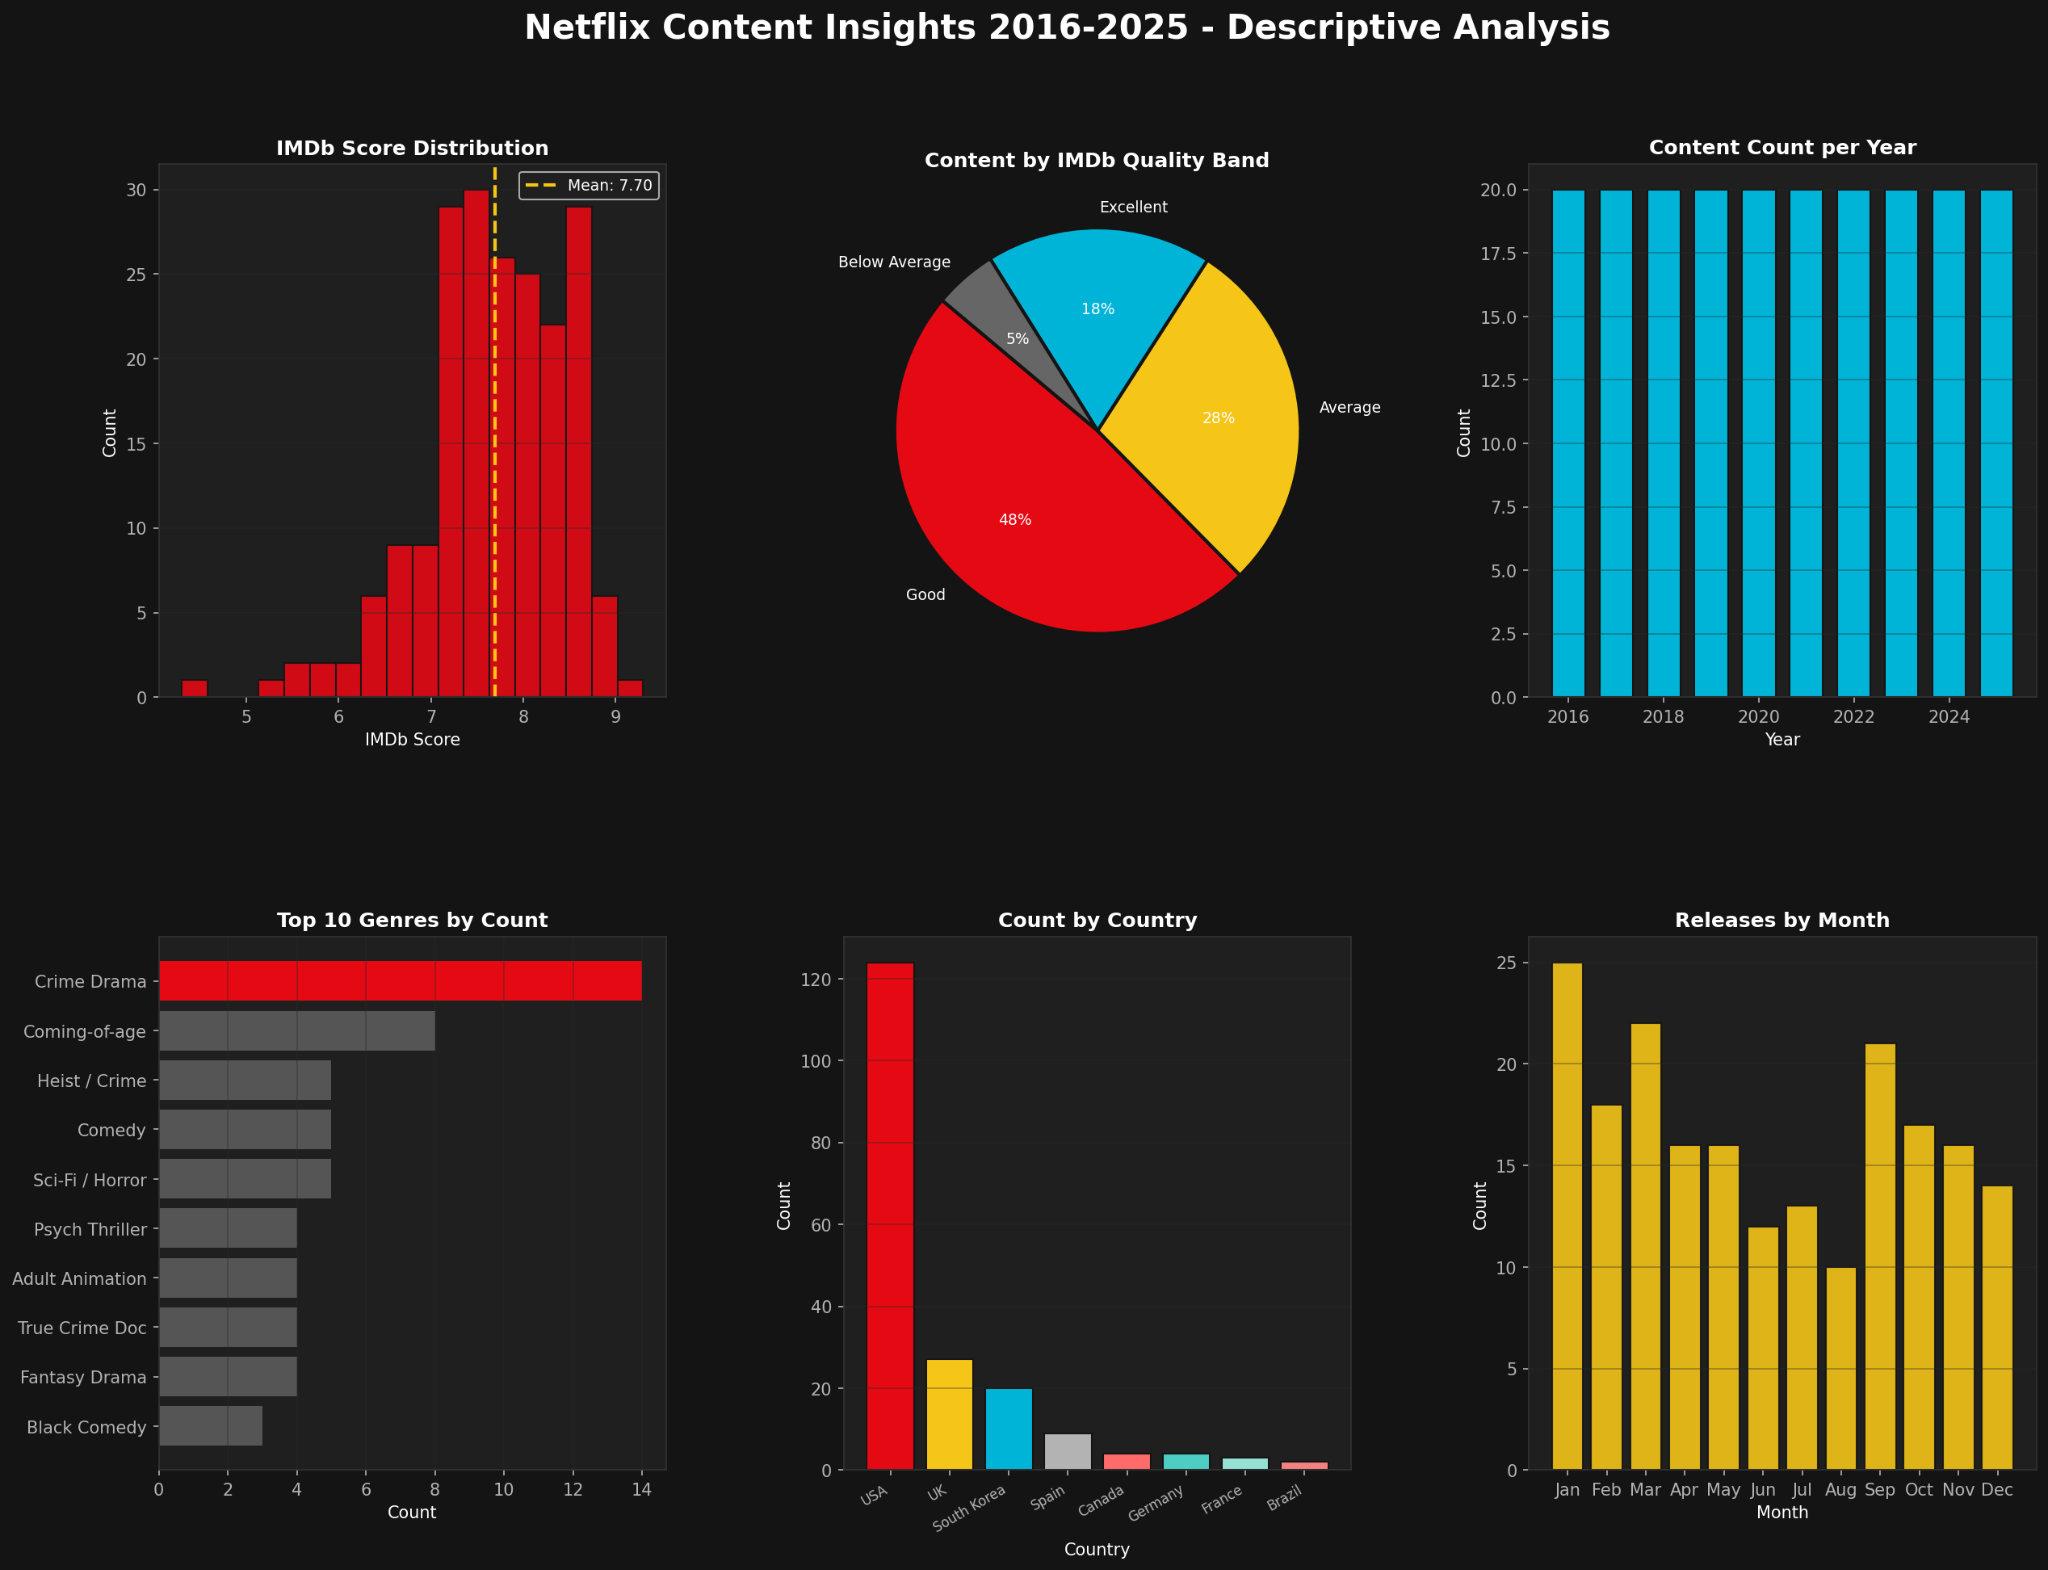 Netflix Content Insights 2016-2025 - Descriptive Analysis
IMDb Score Distribution
Mean: 7.70
30
25
20
15
10
5
0
Count
5 6 7 8 9
IMDb Score
Content by IMDb Quality Band
Excellent
Below Average
18%
5%
28%
Average
48%
Good
Content Count per Year
20.0
17.5
15.0
12.5
10.0
7.5
5.0
2.5
0.0
Count
2016 2018 2020 2022 2024
Year
Top 10 Genres by Count
Crime Drama
Coming-of-age
Heist / Crime
Comedy
Sci-Fi / Horror
Psych Thriller
Adult Animation
True Crime Doc
Fantasy Drama
Black Comedy
0 2 4 6 8 10 12 14
Count
Count by Country
120
100
80
60
40
20
0
Count
USA UK South Korea Spain Canada Germany France Brazil
Country
Releases by Month
25
20
15
10
5
0
Count
Jan Feb Mar Apr May Jun Jul Aug Sep Oct Nov Dec
Month